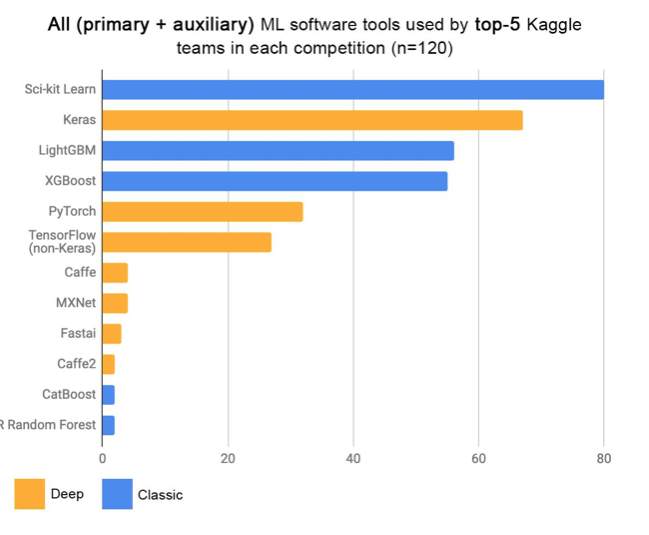 All (primary + auxiliary) ML software tools used by top-5 Kaggle
teams in each competition (n=120)
Sci-kit Learn
Keras
LightGBM
XGBoost
PyTorch
TensorFlow
(non-Keras)
Caffe
MXNet
Fastai
Caffe2
CatBoost
R Random Forest
0 20 40 60 80
Deep Classic